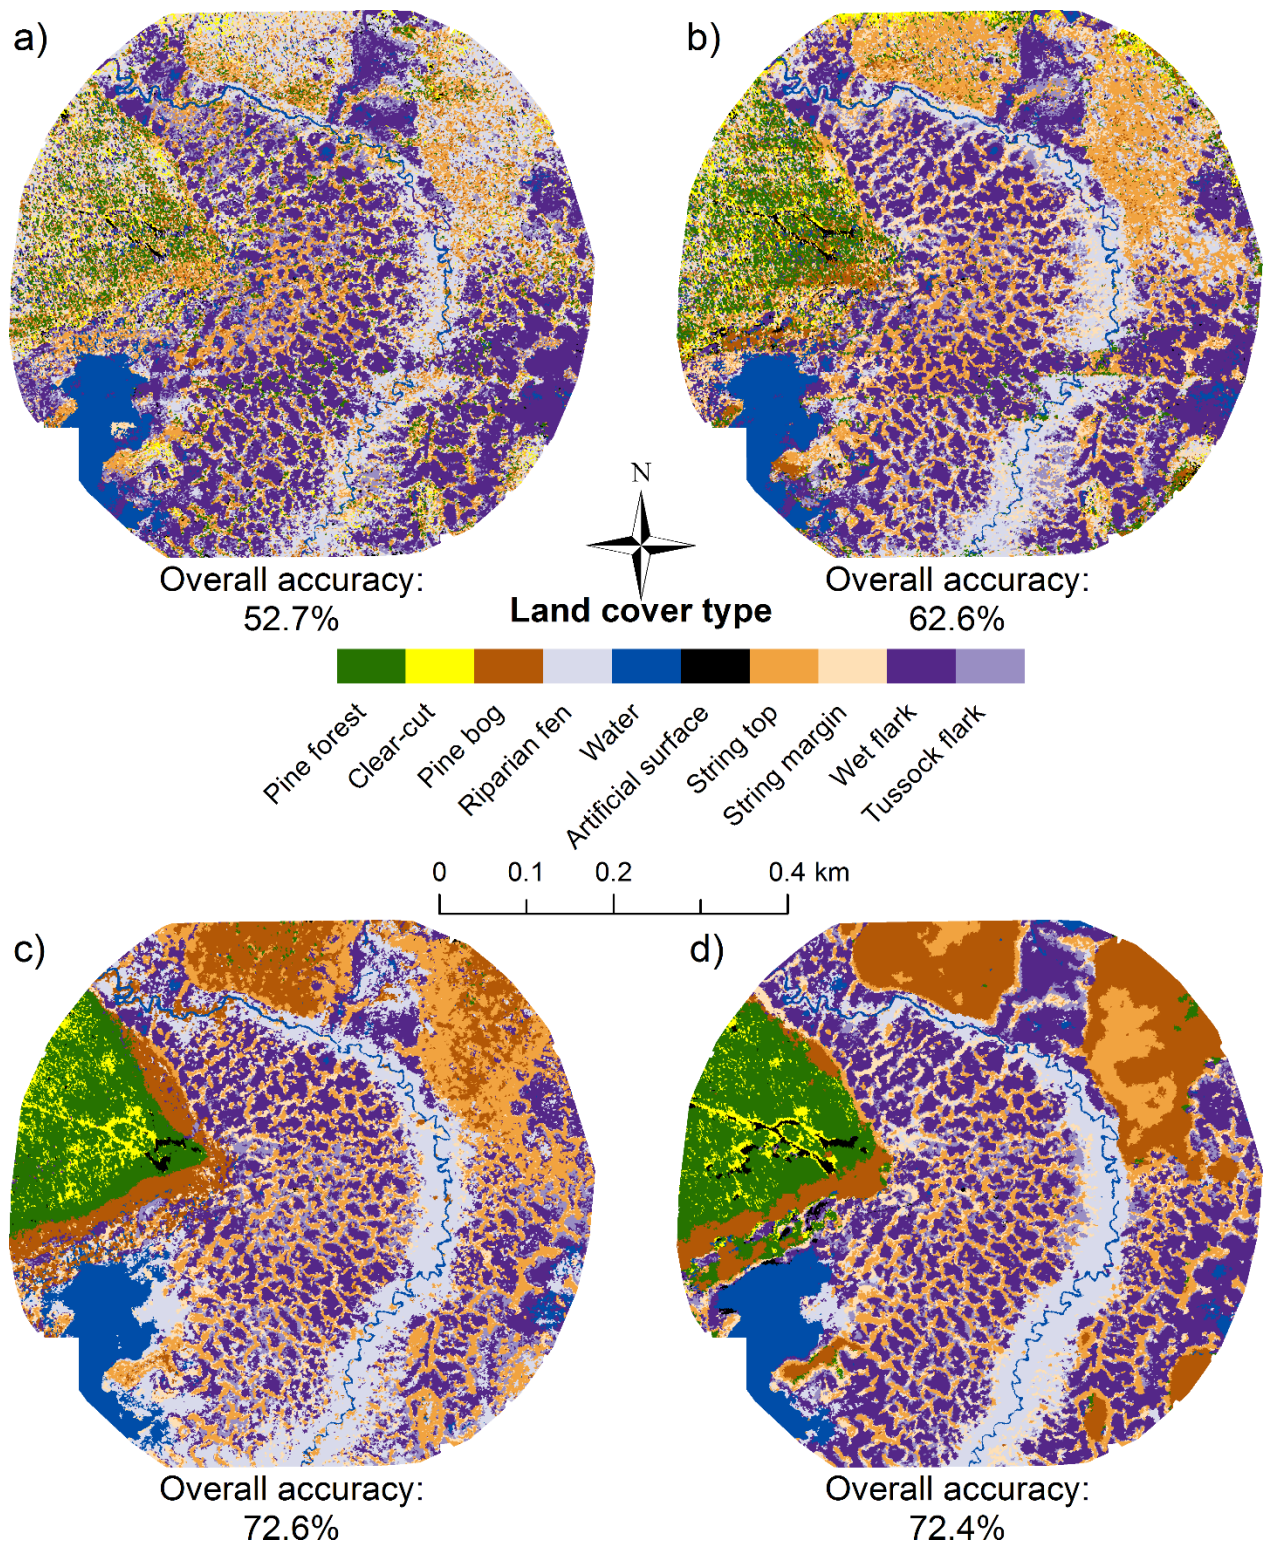 a)
b)
N
Overall accuracy:
52.7%
Overall accuracy:
62.6%
Land cover type
Pine forest
Clear-cut
Pine bog
Riparian fen
Water
Artificial surface
String top
String margin
Wet flark
Tussock flark
0 0.1 0.2 0.4 km
c)
d)
Overall accuracy:
72.6%
Overall accuracy:
72.4%